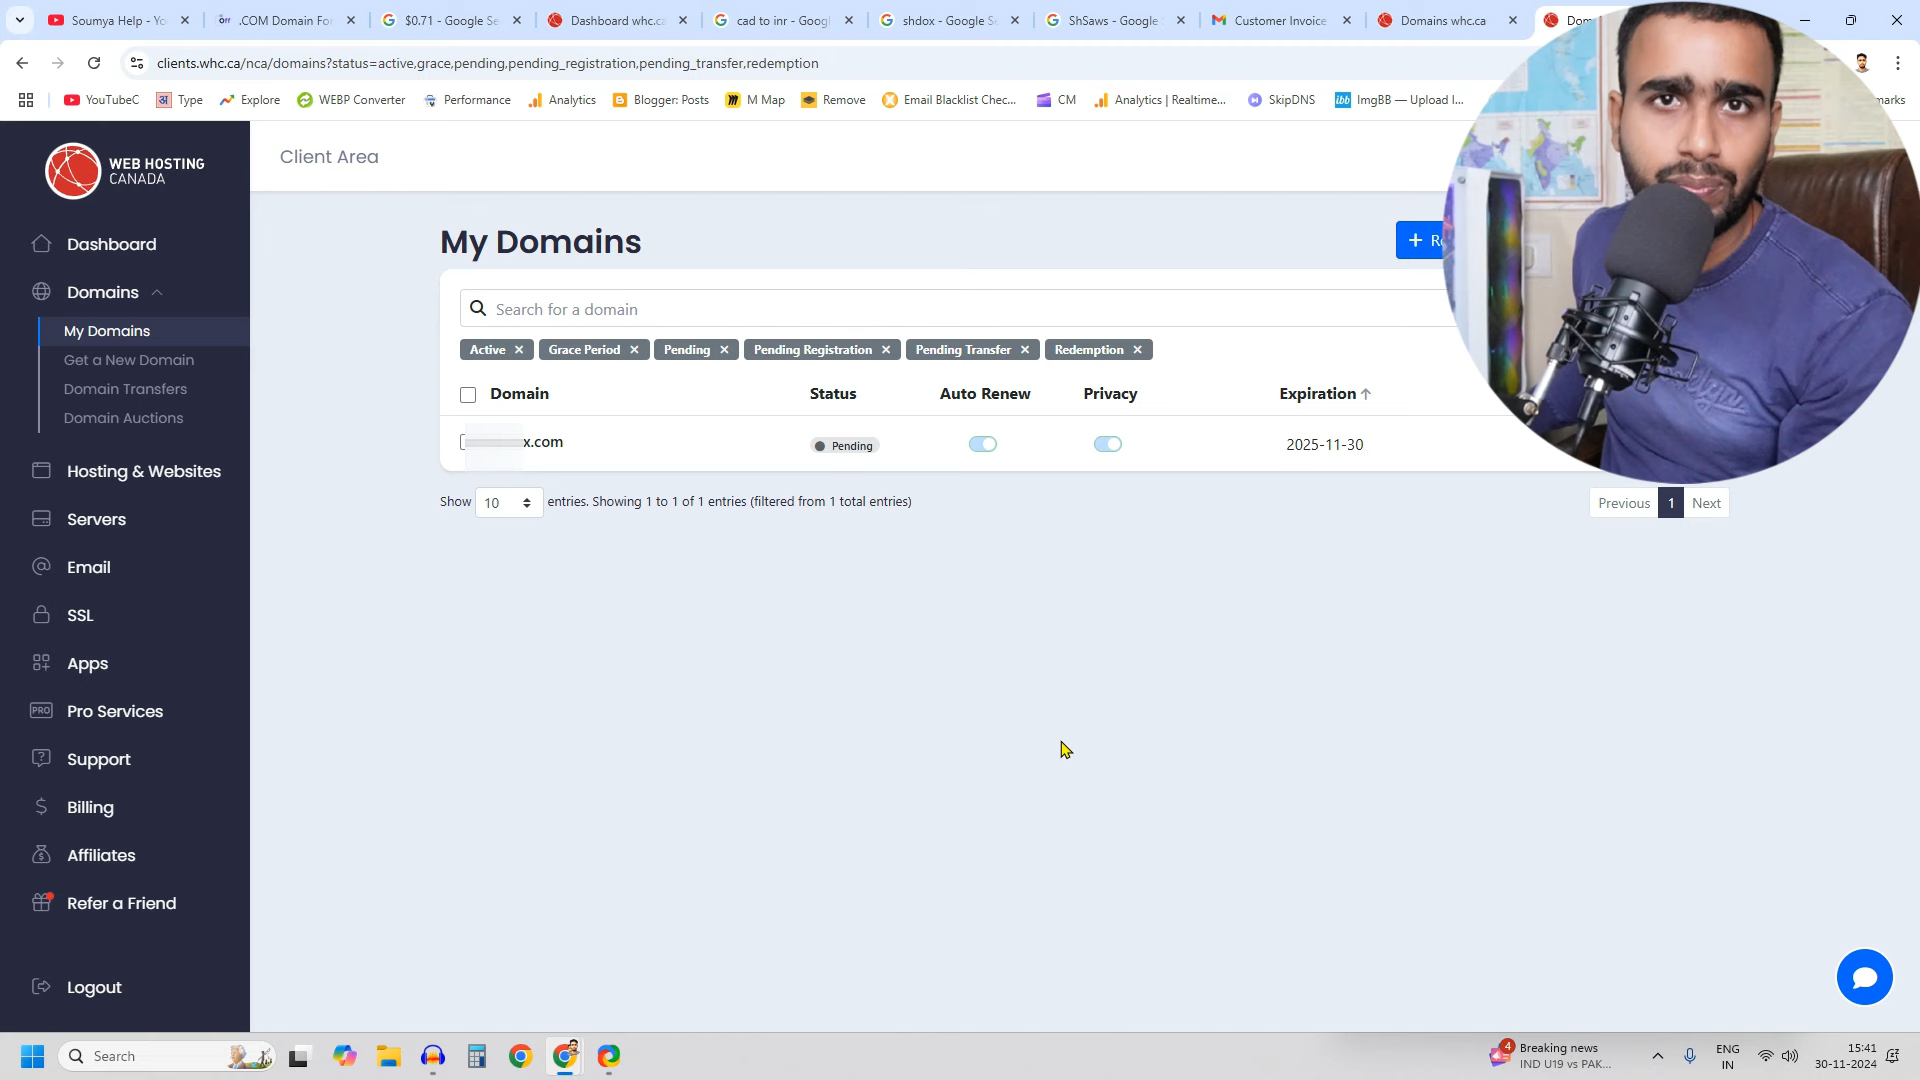 Soumya Help - Yo
.COM Domain For
$0.71 - Google Se
Dashboard whc.ca
cad to inr - Googl
shdox - Google Se
ShSaws - Google S
Customer Invoice
Domains whc.ca
Dom
clients.whc.ca/nca/domains?status=active,grace,pending,pending_registration,pending_transfer,redemption
YouTubeC
Type
Explore
WEBP Converter
Performance
Analytics
Blogger: Posts
M Map
Remove
Email Blacklist Chec...
CM
Analytics | Realtime...
SkipDNS
ImgBB — Upload I...
marks
WEB HOSTING
CANADA
Client Area
Dashboard
Domains
My Domains
Get a New Domain
Domain Transfers
Domain Auctions
Hosting & Websites
Servers
Email
SSL
Apps
PRO
Pro Services
Support
Billing
Affiliates
Refer a Friend
Logout
My Domains
+ R
Search for a domain
Active ×
Grace Period ×
Pending ×
Pending Registration ×
Pending Transfer ×
Redemption ×
Domain
Status
Auto Renew
Privacy
Expiration
x.com
Pending
2025-11-30
Show 10 entries. Showing 1 to 1 of 1 entries (filtered from 1 total entries)
Previous
1
Next
Search
4
Breaking news
IND U19 vs PAK...
ENG
IN
15:41
30-11-2024